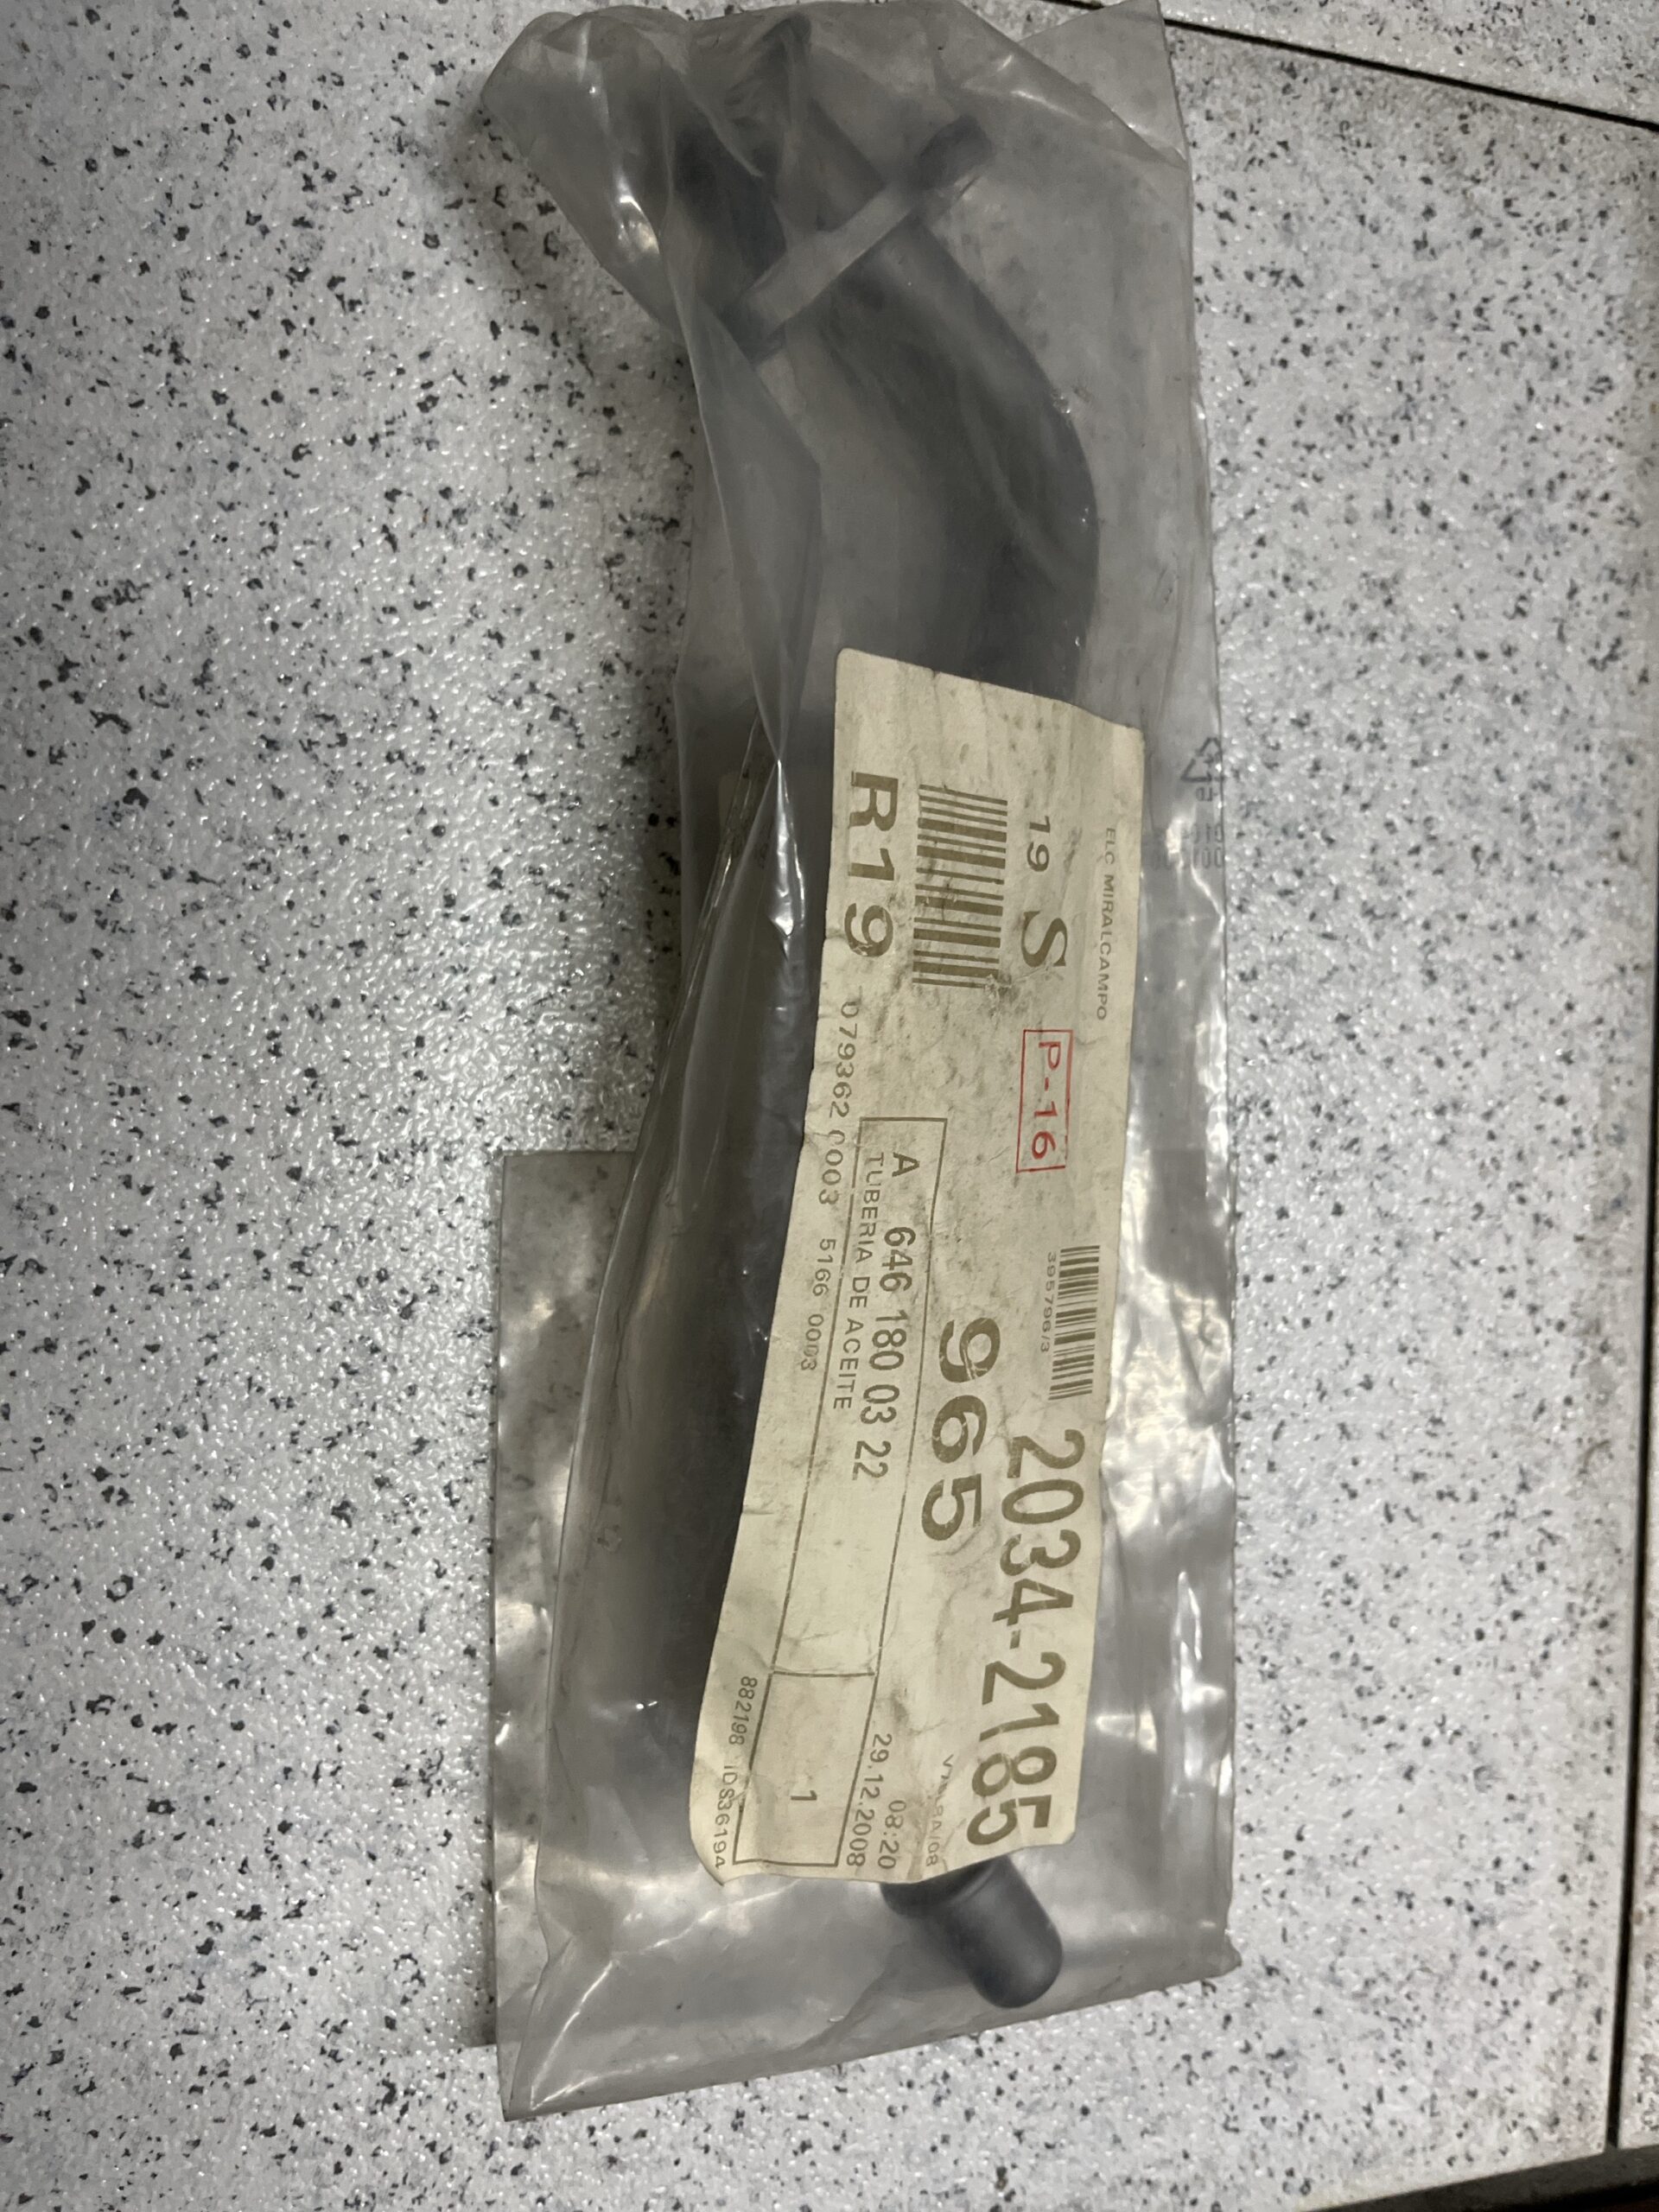 ELC MIRALCAMPO
19 S P-16
395796/3
2034-2185
965
R19
A 646 180 03 22
TUBERIA DE ACEITE
08:20
29.12.2008
1
079362 0003 5166 0003
882198 IDS3619A